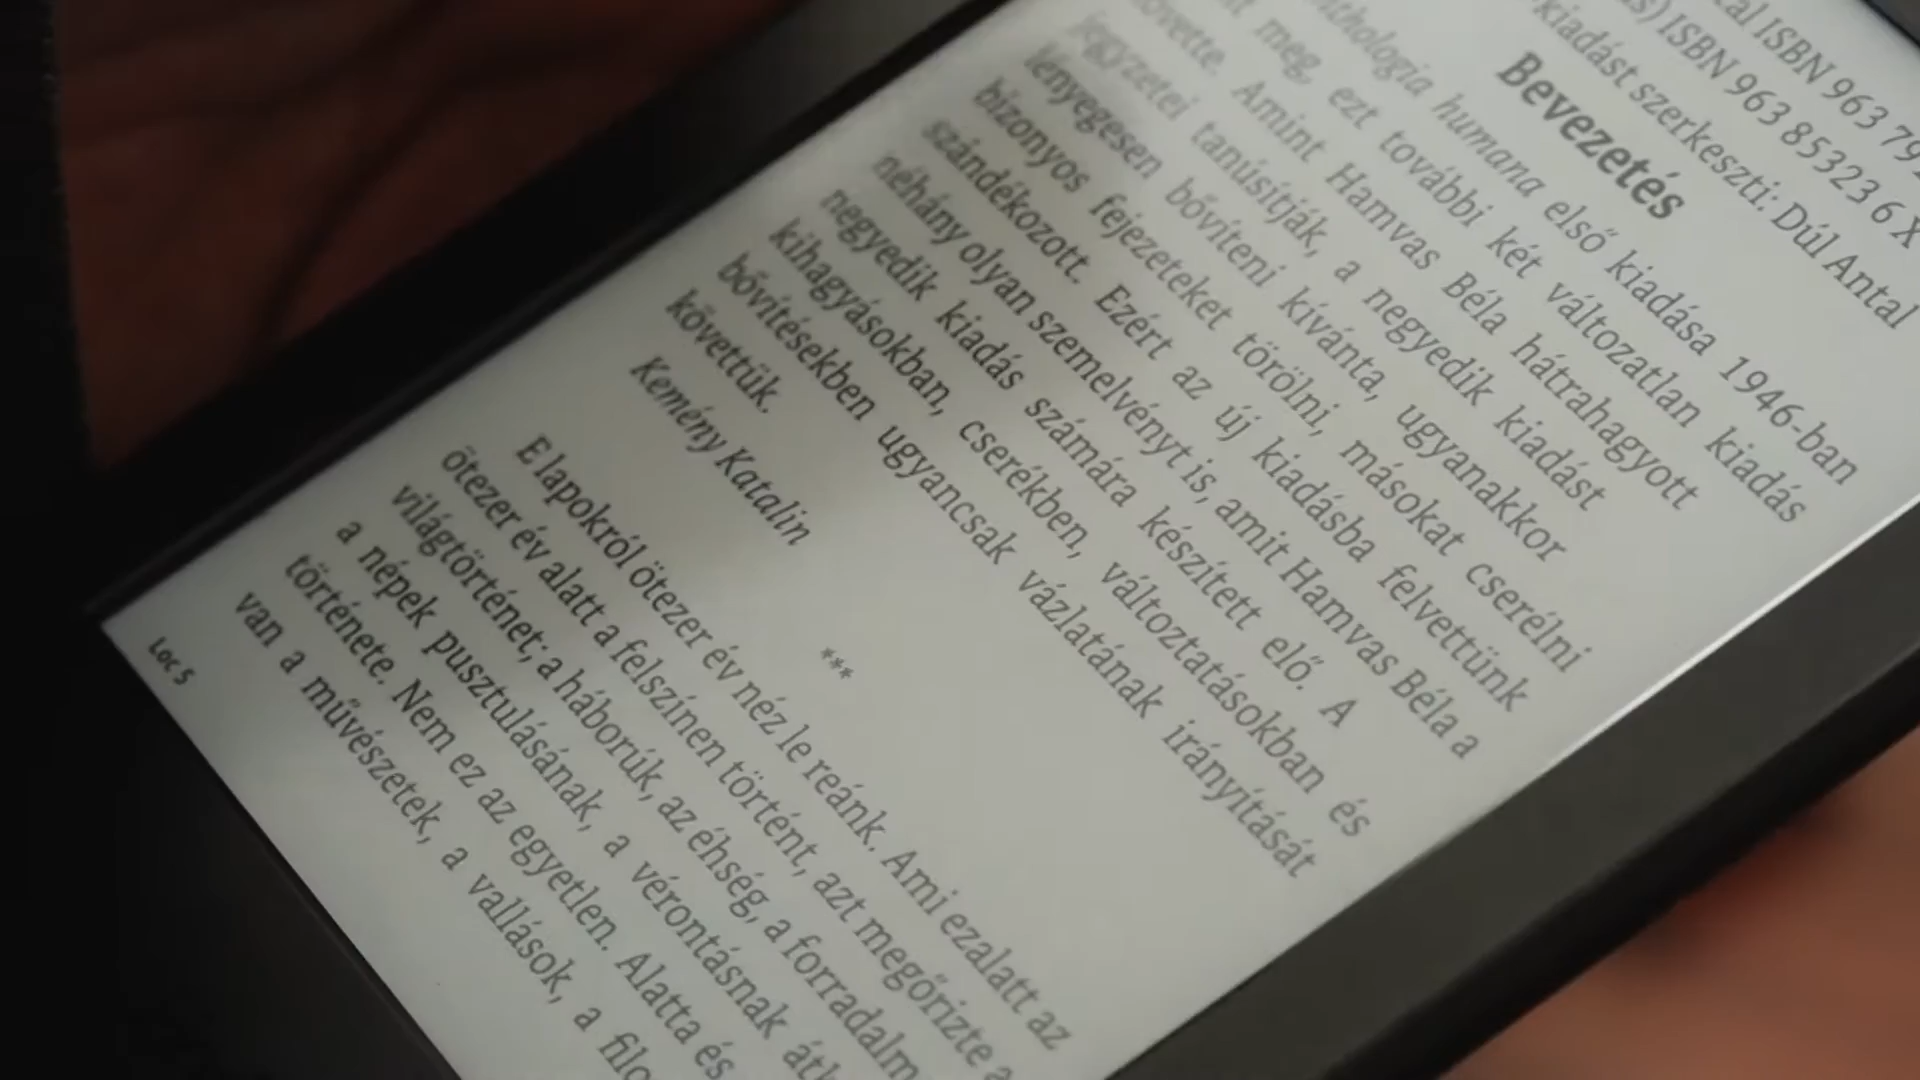 ISBN 963 79
ISBN 963 85323 6 X
kiadást szerkeszti: Dúl Antal
Bevezetés
humana első kiadása 1946-ban
meg, ezt további két változatlan kiadás
követte. Amint Hamvas Béla hátrahagyott
jegyzetei tanúsítják, a negyedik kiadást
lényegesen bővíteni kívánta, ugyanakkor
bizonyos fejezeteket törölni, másokat cserélni
szándékozott. Ezért az új kiadásba felvettünk
néhány olyan szemelvényt is, amit Hamvas Béla a
negyedik kiadás számára készített elő. A
kihagyásokban, cserékben, változtatásokban és
bővítésekben ugyancsak vázlatának irányítását
követtük.
Kemény Katalin
***
E lapokról ötezer év néz le reánk. Ami ezalatt az
ötezer év alatt a felszínen történt, azt megőrizte a
világtörténet; a háborúk, az éhség, a forradalm
a népek pusztulásának, a vérontásnak
története. Nem ez az egyetlen. Alatta és
van a művészetek, a vallások, a filo
Loc 5